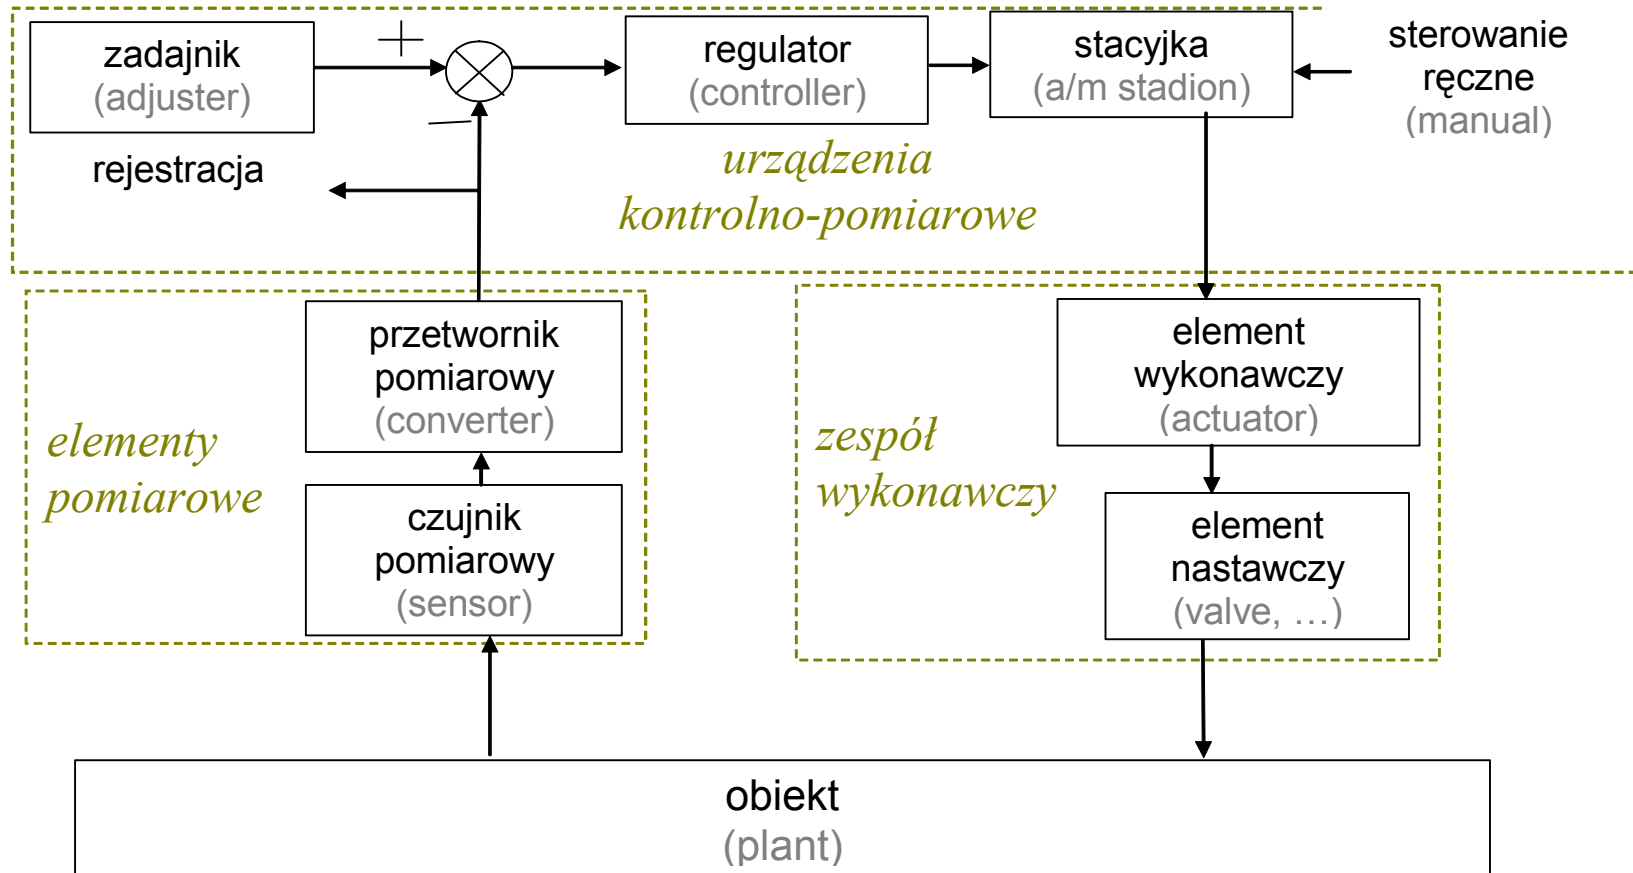 zadajnik
(adjuster)
+
regulator
(controller)
stacyjka
(a/m stadion)
sterowanie
ręczne
(manual)
–
rejestracja
urządzenia
kontrolno-pomiarowe
przetwornik
pomiarowy
(converter)
elementy
pomiarowe
czujnik
pomiarowy
(sensor)
element
wykonawczy
(actuator)
zespół
wykonawczy
element
nastawczy
(valve, …)
obiekt
(plant)